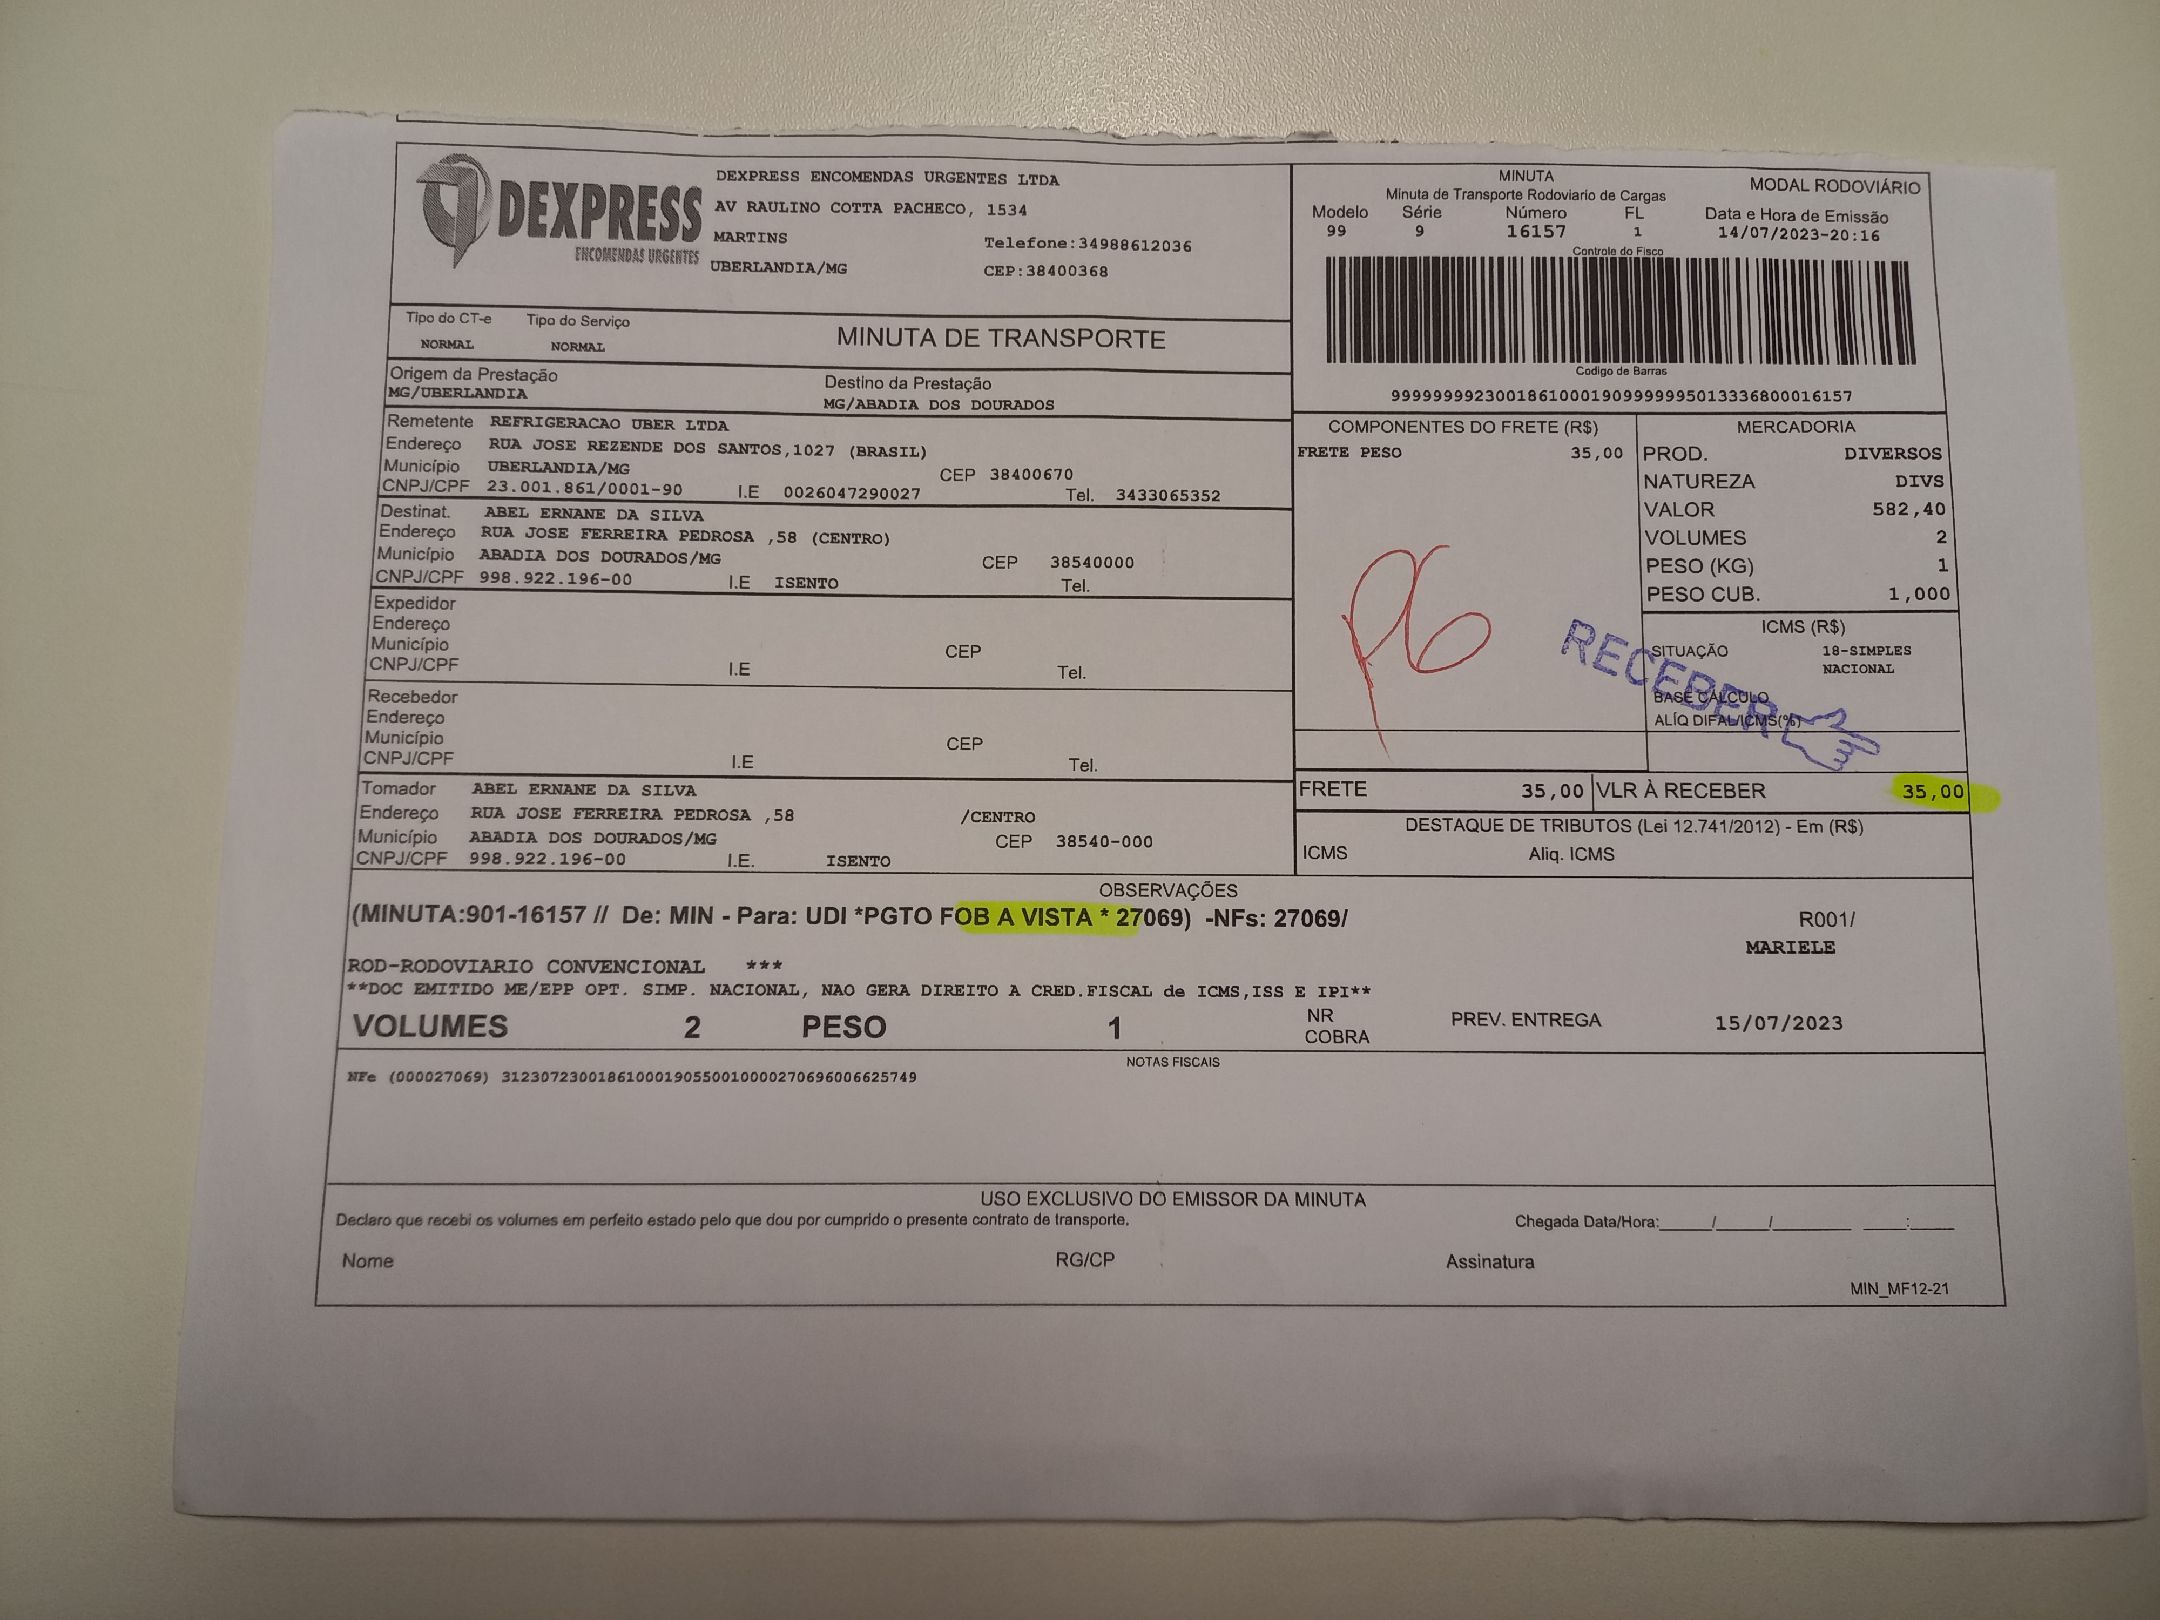 DEXPRESS
ENCOMENDAS URGENTES
DEXPRESS ENCOMENDAS URGENTES LTDA
AV RAULINO COTTA PACHECO, 1534
MARTINS Telefone:34988612036
UBERLANDIA/MG CEP:38400368
MINUTA MODAL RODOVIÁRIO
Minuta de Transporte Rodoviario de Cargas
Modelo Série Número FL Data e Hora de Emissão
99 9 16157 1 14/07/2023-20:16
Controle do Fisco
Codigo de Barras
999999992300186100019099999995013336800016157
Tipo do CT-e Tipo do Serviço MINUTA DE TRANSPORTE
NORMAL NORMAL
Origem da Prestação Destino da Prestação
MG/UBERLANDIA MG/ABADIA DOS DOURADOS
Remetente REFRIGERACAO UBER LTDA
Endereço RUA JOSE REZENDE DOS SANTOS,1027 (BRASIL)
Município UBERLANDIA/MG CEP 38400670
CNPJ/CPF 23.001.861/0001-90 I.E 0026047290027 Tel. 3433065352
Destinat. ABEL ERNANE DA SILVA
Endereço RUA JOSE FERREIRA PEDROSA ,58 (CENTRO)
Município ABADIA DOS DOURADOS/MG CEP 38540000
CNPJ/CPF 998.922.196-00 I.E ISENTO Tel.
Expedidor
Endereço
Município CEP
CNPJ/CPF I.E Tel.
Recebedor
Endereço
Município CEP
CNPJ/CPF I.E Tel.
Tomador ABEL ERNANE DA SILVA
Endereço RUA JOSE FERREIRA PEDROSA ,58 /CENTRO
Município ABADIA DOS DOURADOS/MG CEP 38540-000
CNPJ/CPF 998.922.196-00 I.E. ISENTO
COMPONENTES DO FRETE (R$)
FRETE PESO 35,00
PG
MERCADORIA
PROD. DIVERSOS
NATUREZA DIVS
VALOR 582,40
VOLUMES 2
PESO (KG) 1
PESO CUB. 1,000
ICMS (R$)
SITUAÇÃO 18-SIMPLES
NACIONAL
BASE CÁLCULO
ALÍQ DIFAL/ICMS(%)
RECEBER
FRETE 35,00 VLR À RECEBER 35,00
DESTAQUE DE TRIBUTOS (Lei 12.741/2012) - Em (R$)
ICMS Aliq. ICMS
OBSERVAÇÕES
(MINUTA:901-16157 // De: MIN - Para: UDI *PGTO FOB A VISTA * 27069) -NFs: 27069/ R001/
MARIELE
ROD-RODOVIARIO CONVENCIONAL ***
**DOC EMITIDO ME/EPP OPT. SIMP. NACIONAL, NAO GERA DIREITO A CRED.FISCAL de ICMS,ISS E IPI**
VOLUMES 2 PESO 1 NR COBRA PREV. ENTREGA 15/07/2023
NOTAS FISCAIS
NFe (000027069) 31230723001861000190550010000270696006625749
USO EXCLUSIVO DO EMISSOR DA MINUTA
Declaro que recebi os volumes em perfeito estado pelo que dou por cumprido o presente contrato de transporte. Chegada Data/Hora:____/____/______ ___:___
Nome RG/CP Assinatura
MIN_MF12-21